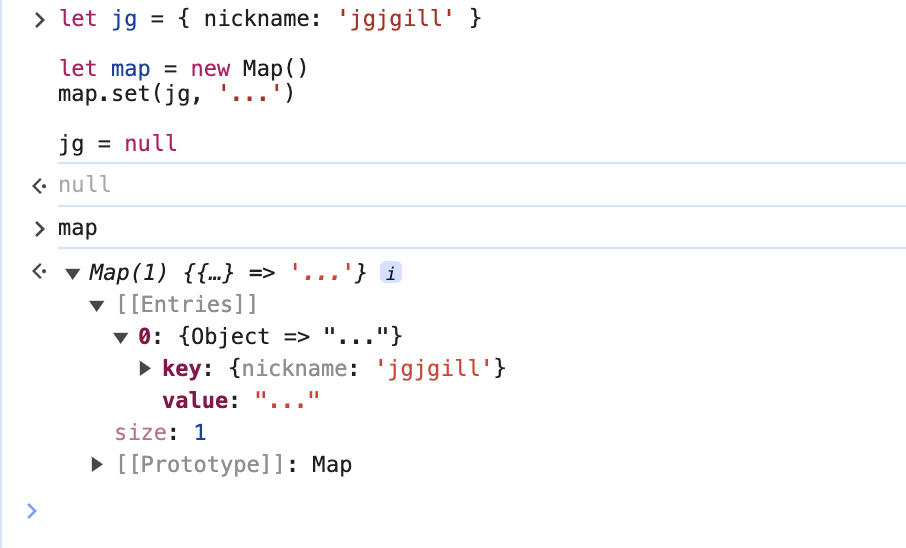 > let jg = { nickname: 'jgjgill' }
let map = new Map()
map.set(jg, '...')
jg = null
<· null
> map
<· ▼ Map(1) {{…} => '...'} i
▼ [[Entries]]
▼ 0: {Object => "..."}
▶ key: {nickname: 'jgjgill'}
value: "..."
size: 1
▶ [[Prototype]]: Map
>